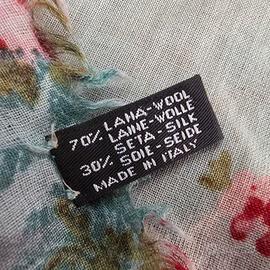 70% LANA-WOOL
LAINE-WOLLE
30% SETA-SILK
SOIE-SEIDE
MADE IN ITALY